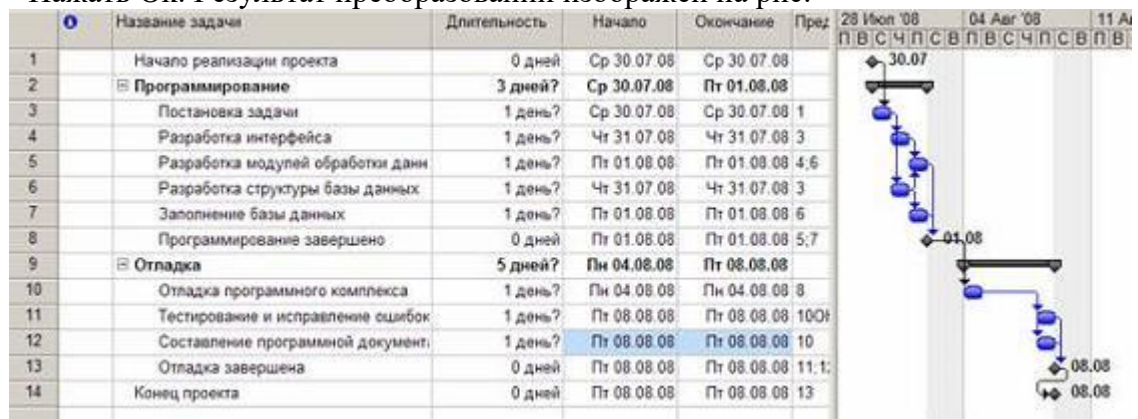 Нажать Ок. Результат преобразований изображен на рис.
Название задачи Длительность Начало Окончание Пред 28 Июл '08 04 Авг '08 11 А
П В С Ч П С В П В С Ч П С В П В
1 Начало реализации проекта 0 дней Ср 30.07.08 Ср 30.07.08 30.07
2 Программирование 3 дней? Ср 30.07.08 Пт 01.08.08
3 Постановка задачи 1 день? Ср 30.07.08 Ср 30.07.08 1
4 Разработка интерфейса 1 день? Чт 31.07.08 Чт 31.07.08 3
5 Разработка модулей обработки данн 1 день? Пт 01.08.08 Пт 01.08.08 4;6
6 Разработка структуры базы данных 1 день? Чт 31.07.08 Чт 31.07.08 3
7 Заполнение базы данных 1 день? Пт 01.08.08 Пт 01.08.08 6
8 Программирование завершено 0 дней Пт 01.08.08 Пт 01.08.08 5;7 01.08
9 Отладка 5 дней? Пн 04.08.08 Пт 08.08.08
10 Отладка программного комплекса 1 день? Пн 04.08.08 Пн 04.08.08 8
11 Тестирование и исправление ошибок 1 день? Пт 08.08.08 Пт 08.08.08 10ОН
12 Составление программной документ 1 день? Пт 08.08.08 Пт 08.08.08 10
13 Отладка завершена 0 дней Пт 08.08.08 Пт 08.08.08 11;12 08.08
14 Конец проекта 0 дней Пт 08.08.08 Пт 08.08.08 13 08.08